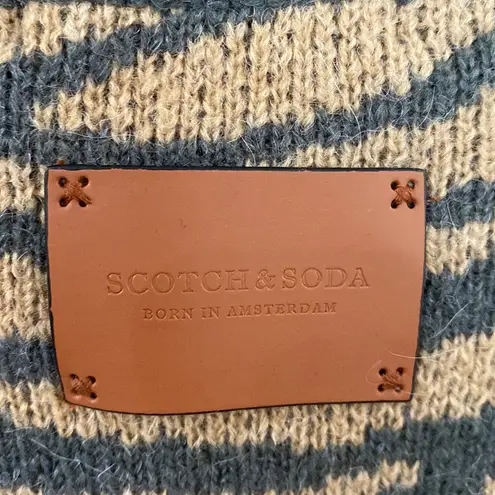 SCOTCH & SODA
BORN IN AMSTERDAM